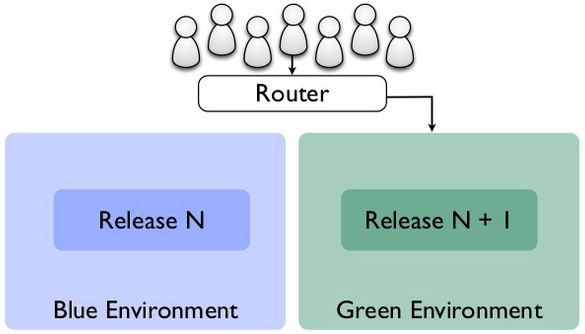 Router
Release N
Release N + 1
Blue Environment
Green Environment